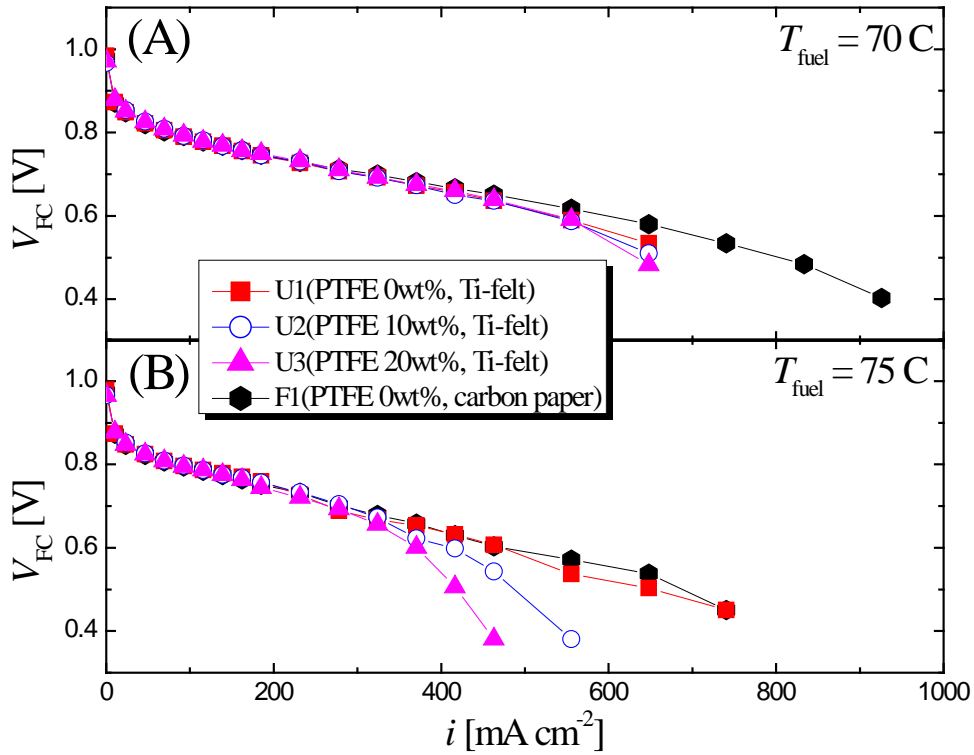 (A)
T_fuel = 70 C
1.0
0.8
0.6
0.4
V_FC [V]
U1(PTFE 0wt%, Ti-felt)
U2(PTFE 10wt%, Ti-felt)
U3(PTFE 20wt%, Ti-felt)
F1(PTFE 0wt%, carbon paper)
(B)
T_fuel = 75 C
1.0
0.8
0.6
0.4
V_FC [V]
0 200 400 600 800 1000
i [mA cm⁻²]